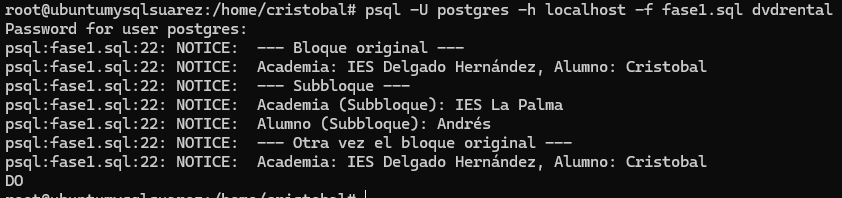 root@ubuntumysqlsuarez:/home/cristobal# psql -U postgres -h localhost -f fase1.sql dvdrental
Password for user postgres:
psql:fase1.sql:22: NOTICE:  --- Bloque original ---
psql:fase1.sql:22: NOTICE:  Academia: IES Delgado Hernández, Alumno: Cristobal
psql:fase1.sql:22: NOTICE:  --- Subbloque ---
psql:fase1.sql:22: NOTICE:  Academia (Subbloque): IES La Palma
psql:fase1.sql:22: NOTICE:  Alumno (Subbloque): Andrés
psql:fase1.sql:22: NOTICE:  --- Otra vez el bloque original ---
psql:fase1.sql:22: NOTICE:  Academia: IES Delgado Hernández, Alumno: Cristobal
DO
root@ubuntumysqlsuarez:/home/cristobal#